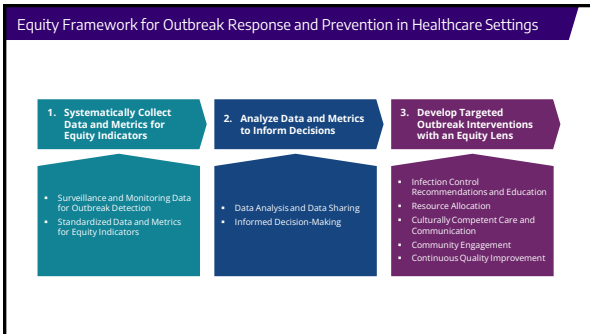 Equity Framework for Outbreak Response and Prevention in Healthcare Settings
1. Systematically Collect
Data and Metrics for
Equity Indicators
▪ Surveillance and Monitoring Data
for Outbreak Detection
▪ Standardized Data and Metrics
for Equity Indicators
2. Analyze Data and Metrics
to Inform Decisions
▪ Data Analysis and Data Sharing
▪ Informed Decision-Making
3. Develop Targeted
Outbreak Interventions
with an Equity Lens
▪ Infection Control
Recommendations and Education
▪ Resource Allocation
▪ Culturally Competent Care and
Communication
▪ Community Engagement
▪ Continuous Quality Improvement